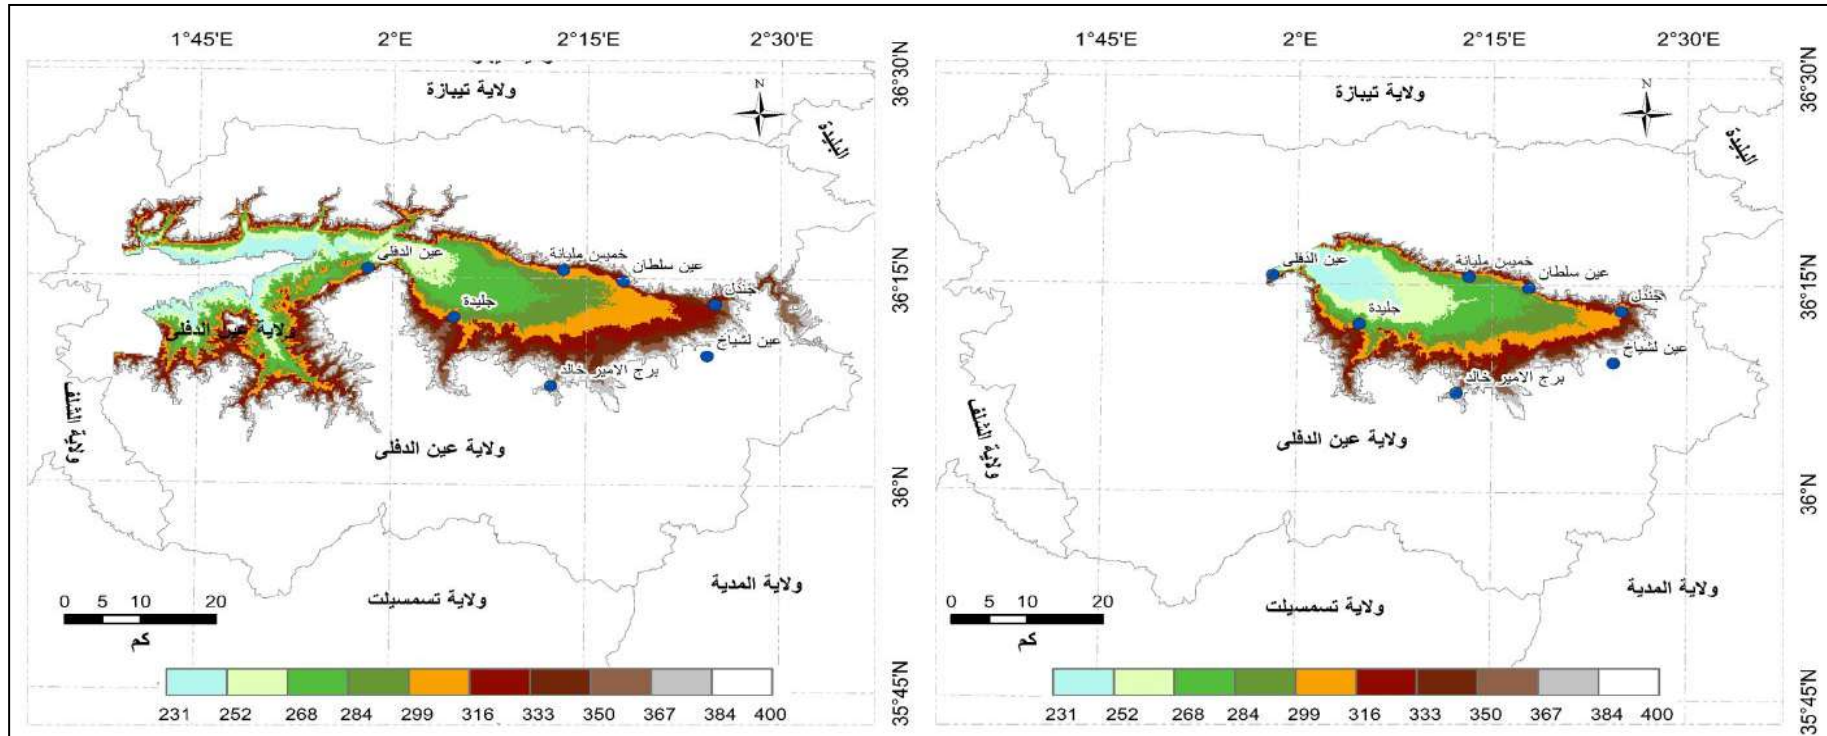 1°45'E 2°E 2°15'E 2°30'E
36°30'N
ولاية تيبازة
N
البليدة
عين الدفلى
خميس مليانة
عين سلطان
36°15'N
جندل
جليدة
ولاية عين الدفلى
عين لشياخ
برج الامير خالد
ولاية الشلف
ولاية عين الدفلى
36°N
ولاية تسمسيلت
ولاية المدية
0 5 10 20
كم
35°45'N
231 252 268 284 299 316 333 350 367 384 400
1°45'E 2°E 2°15'E 2°30'E
36°30'N
ولاية تيبازة
N
البليدة
عين الدفلى
خميس مليانة
عين سلطان
36°15'N
جندل
جليدة
عين لشياخ
برج الامير خالد
ولاية الشلف
ولاية عين الدفلى
36°N
ولاية تسمسيلت
ولاية المدية
0 5 10 20
كم
35°45'N
231 252 268 284 299 316 333 350 367 384 400